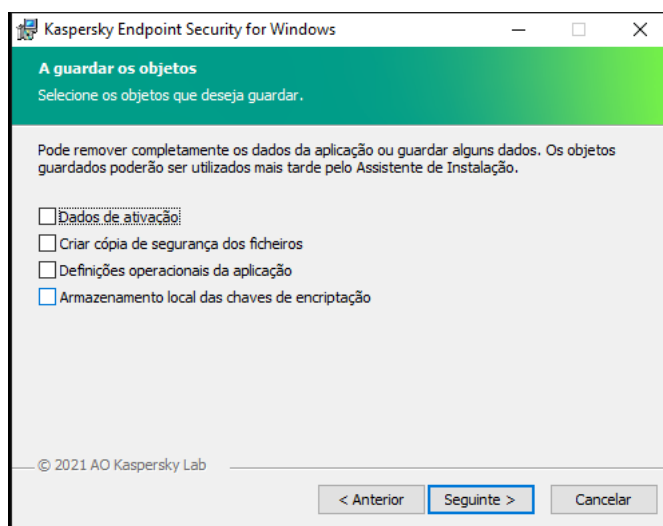 Kaspersky Endpoint Security for Windows
A guardar os objetos
Selecione os objetos que deseja guardar.
Pode remover completamente os dados da aplicação ou guardar alguns dados. Os objetos
guardados poderão ser utilizados mais tarde pelo Assistente de Instalação.
Dados de ativação
Criar cópia de segurança dos ficheiros
Definições operacionais da aplicação
Armazenamento local das chaves de encriptação
© 2021 AO Kaspersky Lab
< Anterior
Seguinte >
Cancelar